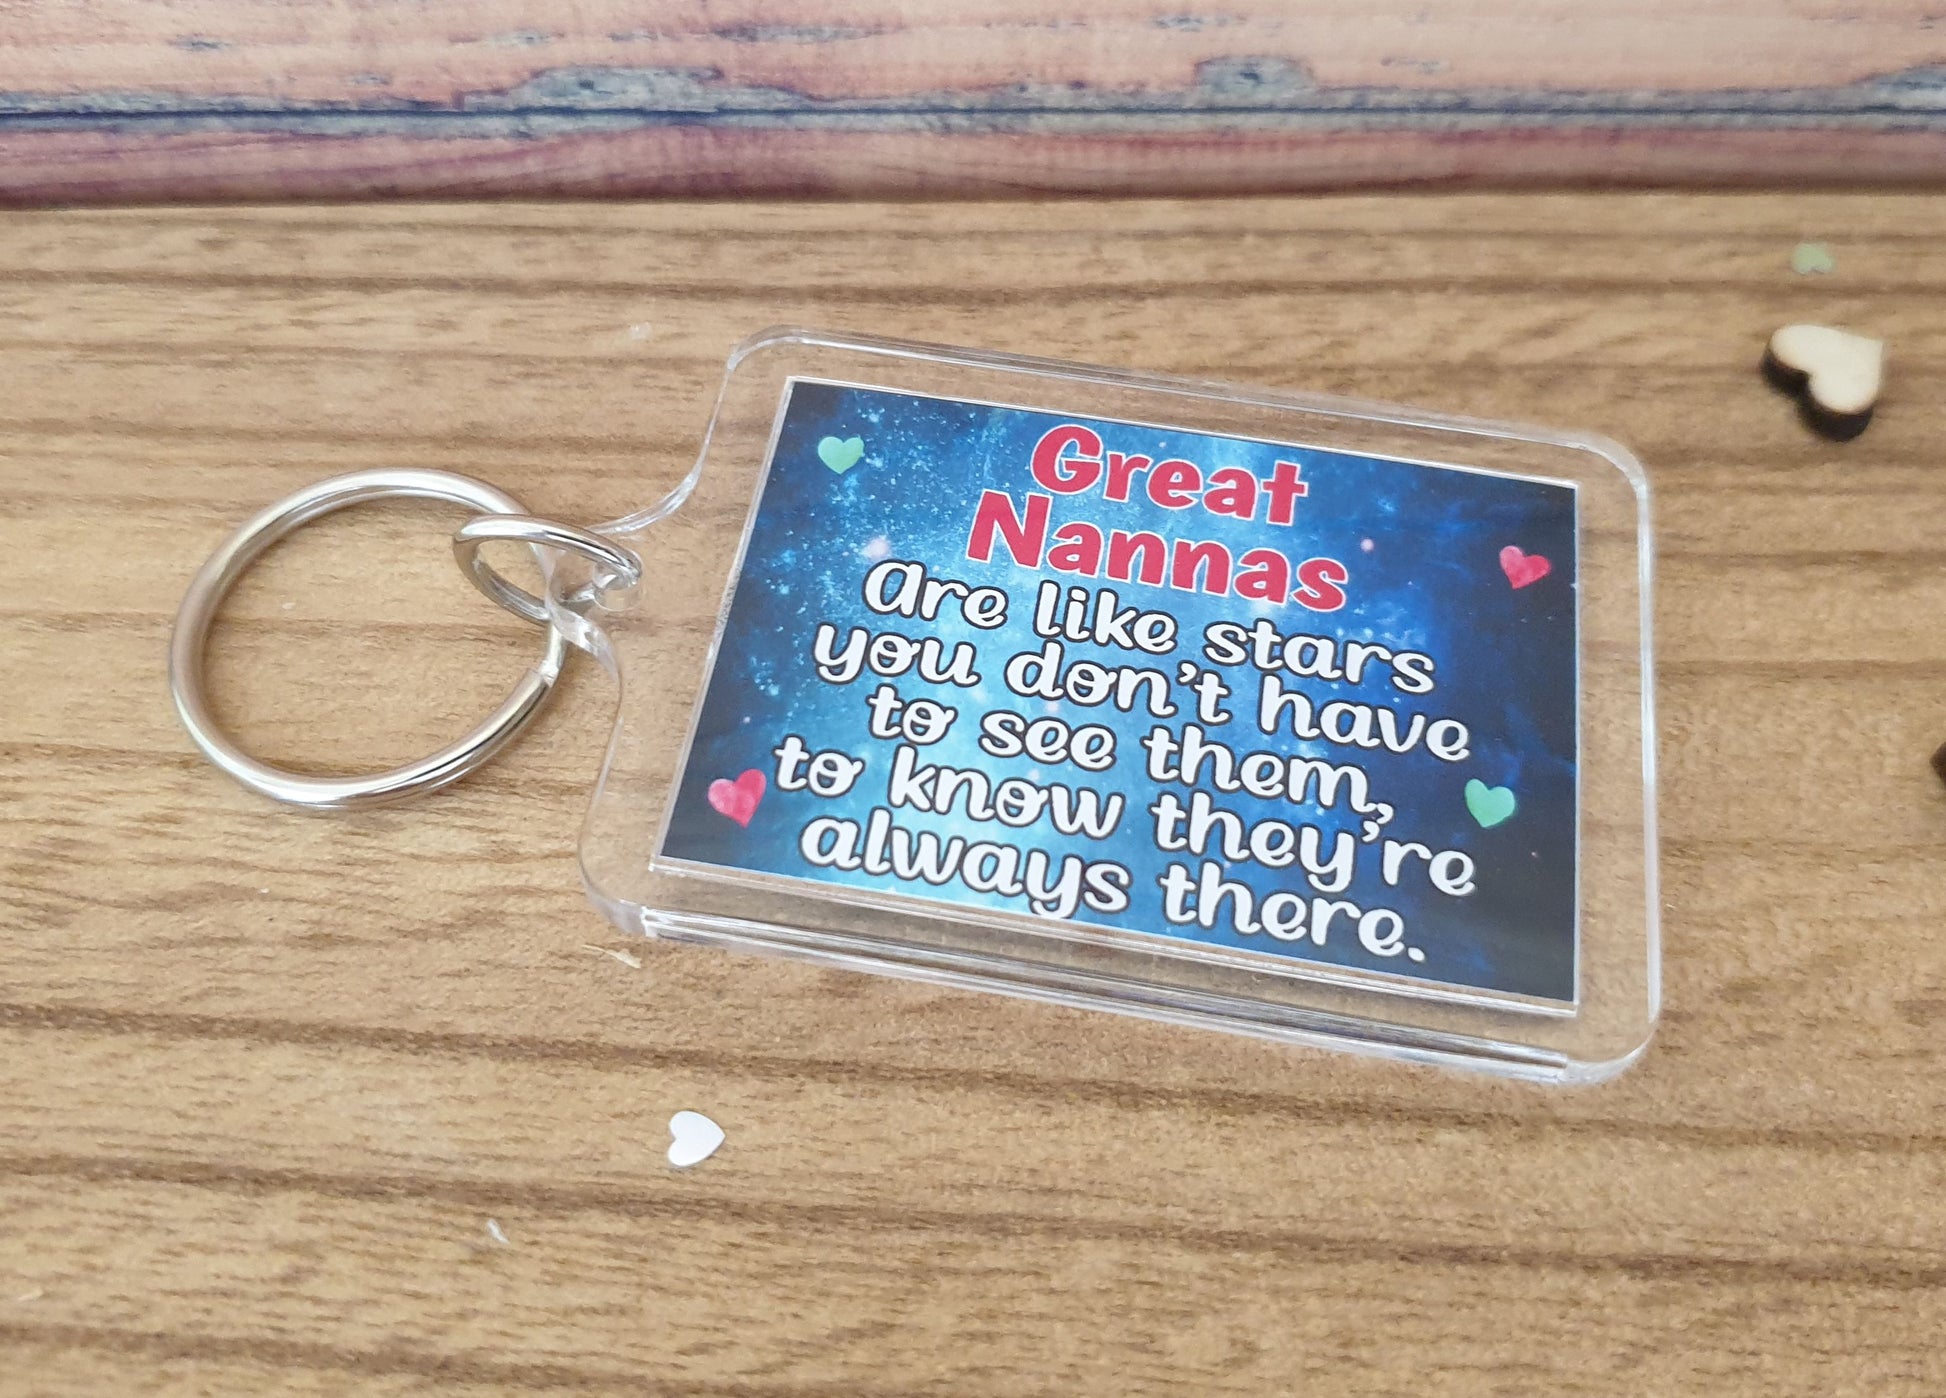 Great
Nannas
are like stars
you don't have
to see them,
to know they're
always there.